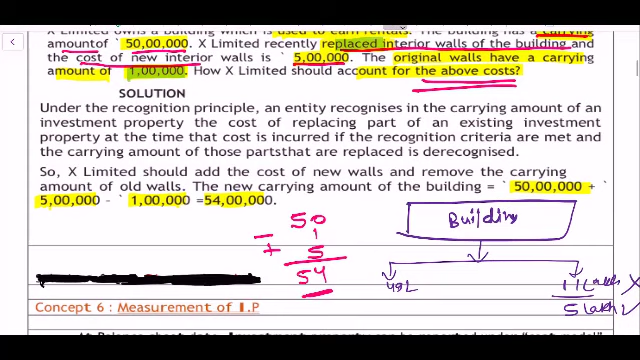 X Limited owns a building which is used to earn rentals. The building has a carrying
amount of ` 50,00,000. X Limited recently replaced interior walls of the building and
the cost of new interior walls is ` 5,00,000. The original walls have a carrying
amount of ` 1,00,000. How X Limited should account for the above costs?
SOLUTION
Under the recognition principle, an entity recognises in the carrying amount of an
investment property the cost of replacing part of an existing investment
property at the time that cost is incurred if the recognition criteria are met and
the carrying amount of those partsthat are replaced is derecognised.
So, X Limited should add the cost of new walls and remove the carrying
amount of old walls. The new carrying amount of the building = ` 50,00,000 +
` 5,00,000 - ` 1,00,000 =54,00,000.
50
- 1
+ 5
54
Building
49L
1 Lakh X
5 Lakh ✓
Concept 6: Measurement of I.P